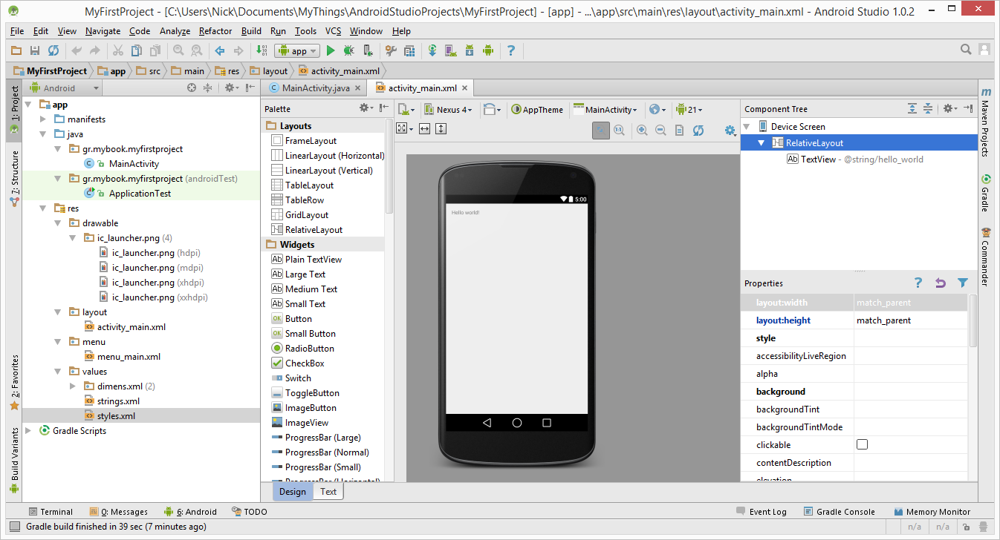 MyFirstProject - [C:\Users\Nick\Documents\MyThings\AndroidStudioProjects\MyFirstProject] - [app] - ...\app\src\main\res\layout\activity_main.xml - Android Studio 1.0.2
File Edit View Navigate Code Analyze Refactor Build Run Tools VCS Window Help
app
MyFirstProject app src main res layout activity_main.xml
1: Project
7: Structure
2: Favorites
Build Variants
Android
app
manifests
java
gr.mybook.myfirstproject
MainActivity
gr.mybook.myfirstproject (androidTest)
ApplicationTest
res
drawable
ic_launcher.png (4)
ic_launcher.png (hdpi)
ic_launcher.png (mdpi)
ic_launcher.png (xhdpi)
ic_launcher.png (xxhdpi)
layout
activity_main.xml
menu
menu_main.xml
values
dimens.xml (2)
strings.xml
styles.xml
Gradle Scripts
MainActivity.java activity_main.xml
Palette
Layouts
FrameLayout
LinearLayout (Horizontal)
LinearLayout (Vertical)
TableLayout
TableRow
GridLayout
RelativeLayout
Widgets
Plain TextView
Large Text
Medium Text
Small Text
Button
Small Button
RadioButton
CheckBox
Switch
ToggleButton
ImageButton
ImageView
ProgressBar (Large)
ProgressBar (Normal)
ProgressBar (Small)
ProgressBar (Horizontal)
Design Text
Nexus 4 AppTheme MainActivity 21
5:00
Hello world!
Component Tree
Device Screen
RelativeLayout
TextView - @string/hello_world
Properties
layout:width match_parent
layout:height match_parent
style
accessibilityLiveRegion
alpha
background
backgroundTint
backgroundTintMode
clickable
contentDescription
elevation
Maven Projects
Gradle
Commander
Terminal 0: Messages 6: Android TODO Event Log Gradle Console Memory Monitor
Gradle build finished in 39 sec (7 minutes ago) n/a n/a